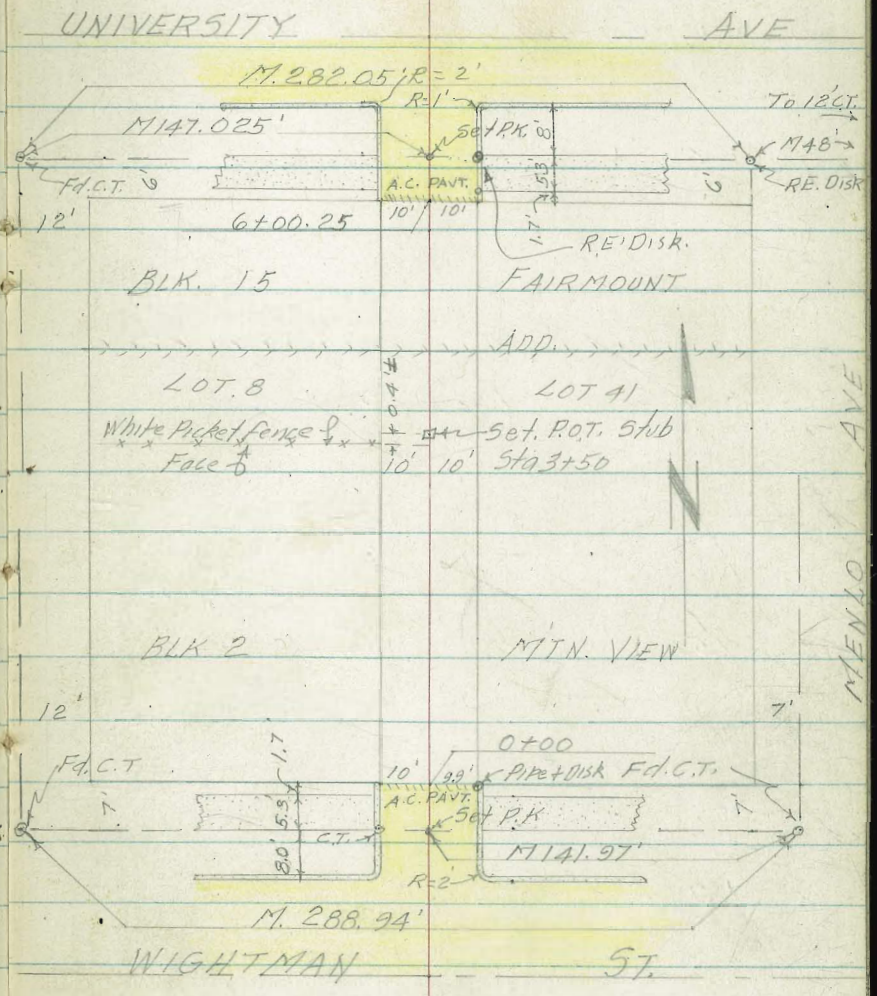 UNIVERSITY AVE
M. 282.05' R = 2'
R=1'
To 12' C.T.
M147.025'
Set P.K.
8'
M48'
Fd. C.T.
6'
A.C. PAVT.
5.3'
6'
R.E. Disk
12'
6+00.25
10' 10'
1.7'
R.E. Disk.
BLK. 15 FAIRMOUNT
ADD.
LOT. 8 LOT 41
White Picket fence
Set. P.O.T. Stub
Face of
10' 10' Sta 3+50
MENLO AVE
BLK 2 MTN. VIEW
12' 7'
1.7
0+00
Fd. C.T.
10' 9.9'
Pipe + Disk Fd. C.T.
A.C. PAVT.
7'
5.3'
Set P.K
7'
C.T.
8.0'
M141.97'
R=2'
M. 288.94'
WIGHTMAN ST.